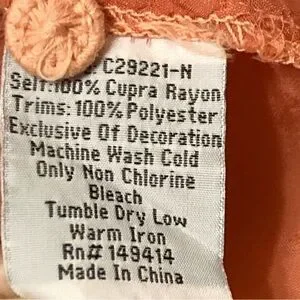 : C29221-N
Self:100% Cupra Rayon
Trims: 100% Polyester
Exclusive Of Decoration
Machine Wash Cold
Only Non Chlorine
Bleach
Tumble Dry Low
Warm Iron
Rn# 149414
Made In China